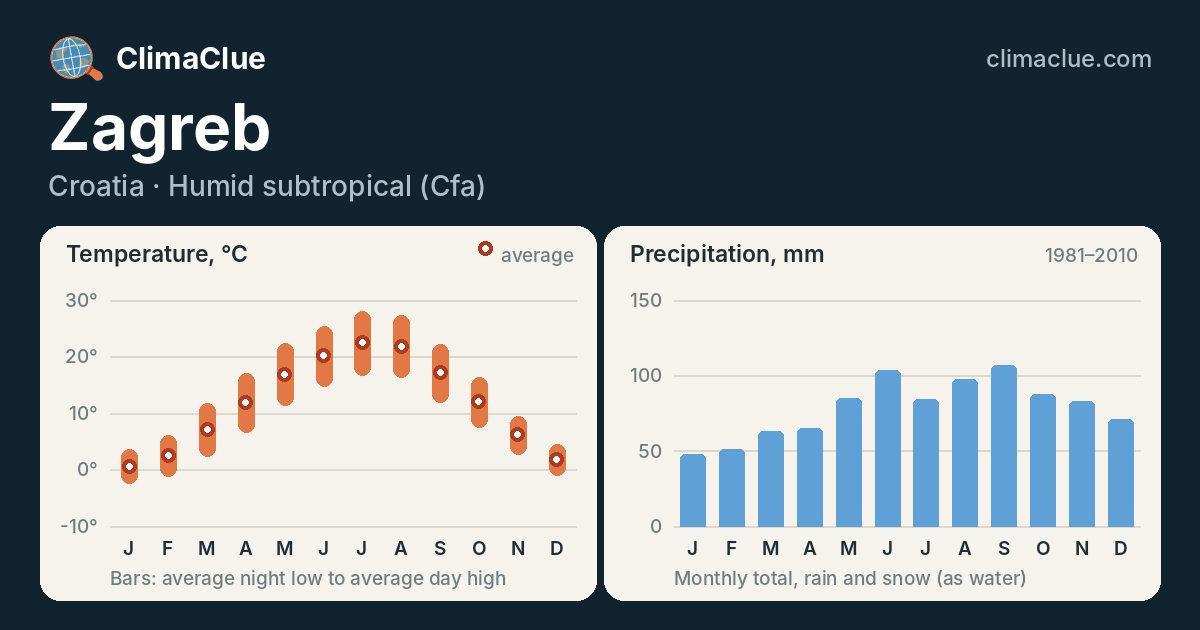 ClimaClue
climaclue.com
Zagreb
Croatia · Humid subtropical (Cfa)
Temperature, °C
average
30°
20°
10°
0°
-10°
J F M A M J J A S O N D
Bars: average night low to average day high
Precipitation, mm
1981–2010
150
100
50
0
J F M A M J J A S O N D
Monthly total, rain and snow (as water)